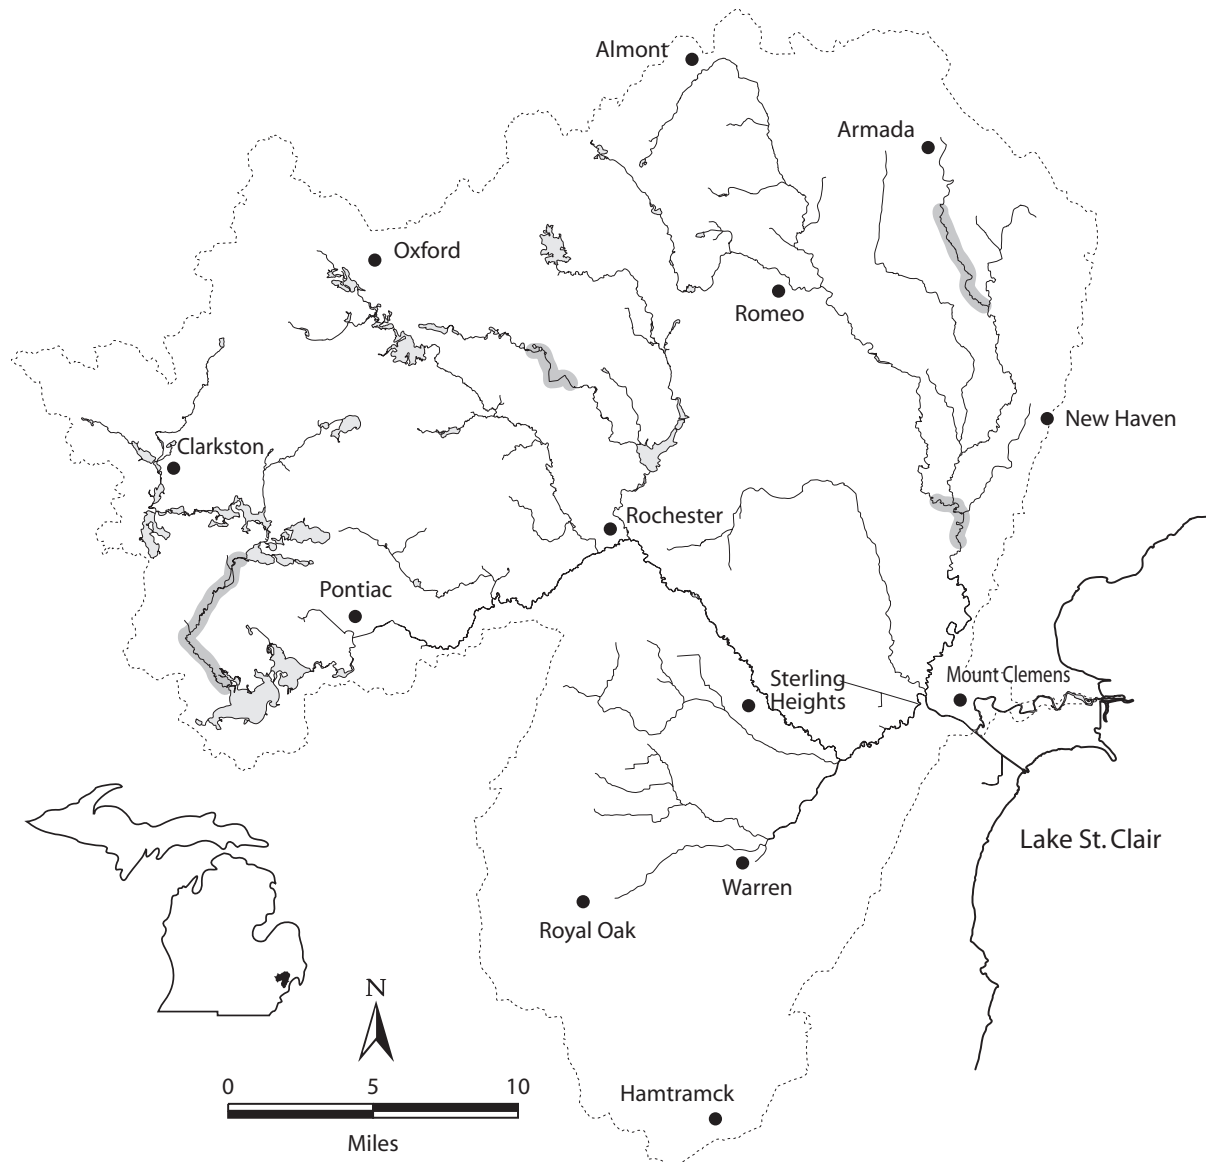 Almont
Armada
Oxford
Romeo
New Haven
Clarkston
Rochester
Pontiac
Mount Clemens
Sterling
Heights
Lake St. Clair
Warren
Royal Oak
N
0 5 10
Miles
Hamtramck